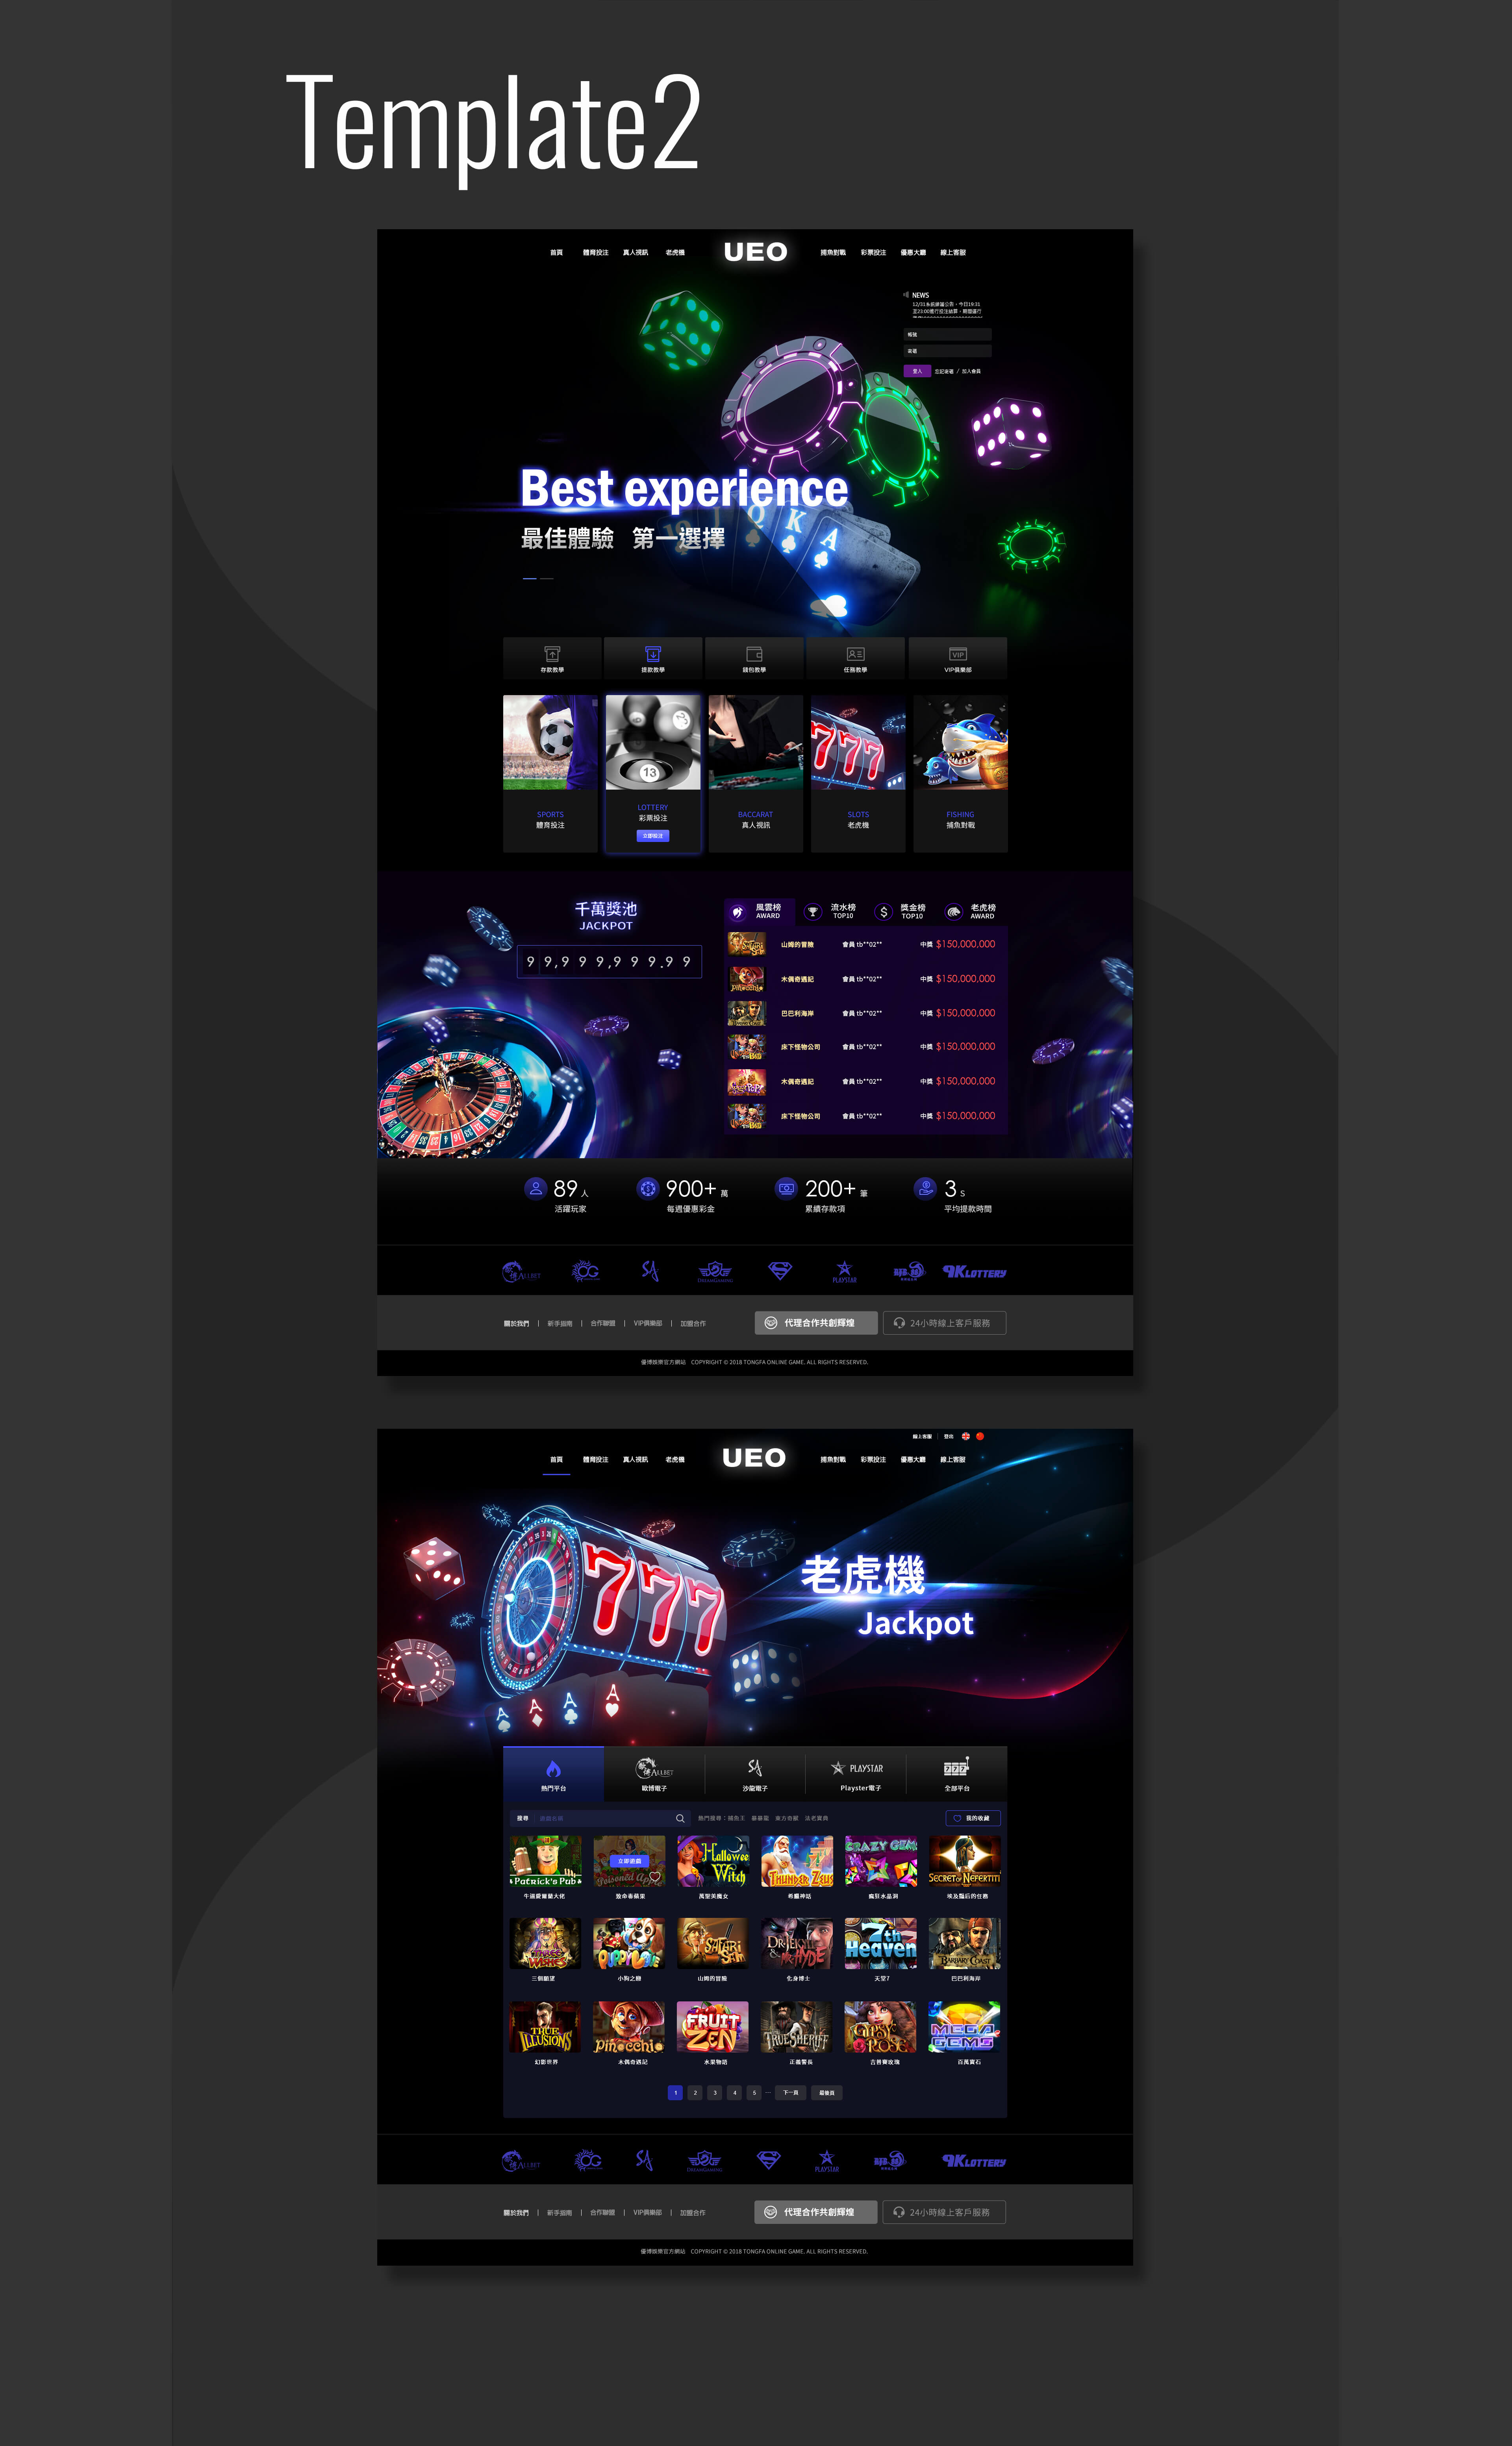 Template2
首頁 體育投注 真人視訊 老虎機 UEO 捕魚對戰 彩票投注 優惠大廳 線上客服
NEWS
至23:00進行投注結算，期間運行
帳號
密碼
登入 忘記密碼 / 加入會員
Best experience
最佳體驗 第一選擇
10 J Q K A
存款教學 提款教學 錢包教學 任務教學 VIP俱樂部
VIP
777
13
SPORTS LOTTERY BACCARAT SLOTS FISHING
體育投注 彩票投注 真人視訊 老虎機 捕魚對戰
立即投注
千萬獎池
JACKPOT
9 9,9 9 9,9 9 9.9 9
風雲榜 流水榜 獎金榜 老虎榜
AWARD TOP10 TOP10 AWARD
山姆的冒險 會員 tb**02** 中獎 $150,000,000
木偶奇遇記 會員 tb**02** 中獎 $150,000,000
巴巴利海岸 會員 tb**02** 中獎 $150,000,000
床下怪物公司 會員 tb**02** 中獎 $150,000,000
木偶奇遇記 會員 tb**02** 中獎 $150,000,000
床下怪物公司 會員 tb**02** 中獎 $150,000,000
89 人 900+ 萬 200+ 筆 3 S
活躍玩家 每週優惠彩金 累績存款項 平均提款時間
ALLBET OG SA DREAMGAMING S PLAYSTAR 9KLOTTERY
關於我們 | 新手指南 | 合作聯盟 | VIP俱樂部 | 加盟合作 代理合作共創輝煌 24小時線上客戶服務
優博娛樂官方網站 COPYRIGHT © 2018 TONGFA ONLINE GAME. ALL RIGHTS RESERVED.
線上客服 | 登出
首頁 體育投注 真人視訊 老虎機 UEO 捕魚對戰 彩票投注 優惠大廳 線上客服
777
老虎機
Jackpot
A A A A
ALLBET SA PLAYSTAR 777
熱門平台 歐博電子 沙龍電子 Playster電子 全部平台
搜尋 遊戲名稱 熱門搜尋：捕魚王 暴暴龍 東方奇龍 法老寶典 我的收藏
Patrick's Pub 立即遊戲 Poisoned Apple Halloween Witch THUNDER ZEUS CRAZY GEMS SECRET OF NEFERTITI
牛頭愛爾蘭大佬 致命毒蘋果 萬聖美魔女 希臘神話 瘋狂水晶洞 埃及豔后的任務
THREE WISHES PUPPY LOVE SAFARI Sam DR. JEKYLL & MR. HYDE 7th Heaven BARBARY COAST
三個願望 小狗之戀 山姆的冒險 化身博士 天堂7 巴巴利海岸
TRUE ILLUSIONS Pinocchio FRUIT ZEN TRUE SHERIFF GYPSY ROSE MEGA GEMS
幻影世界 木偶奇遇記 水果物語 正義警長 吉普賽玫瑰 百萬寶石
1 2 3 4 5 ... 下一頁 最後頁
ALLBET OG SA DREAMGAMING S PLAYSTAR 9KLOTTERY
關於我們 | 新手指南 | 合作聯盟 | VIP俱樂部 | 加盟合作 代理合作共創輝煌 24小時線上客戶服務
優博娛樂官方網站 COPYRIGHT © 2018 TONGFA ONLINE GAME. ALL RIGHTS RESERVED.